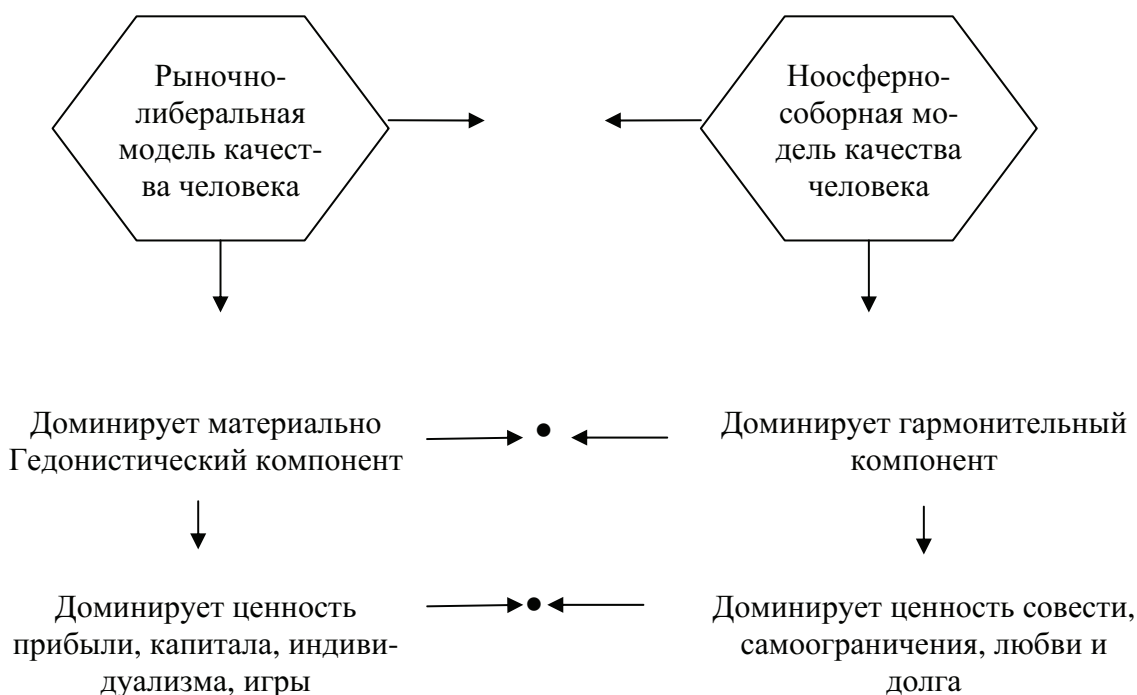 Рыночно-
либеральная
модель качест-
ва человека
Ноосферно-
соборная мо-
дель качества
человека
Доминирует материально
Гедонистический компонент
Доминирует гармонительный
компонент
Доминирует ценность
прибыли, капитала, индиви-
дуализма, игры
Доминирует ценность совести,
самоограничения, любви и
долга